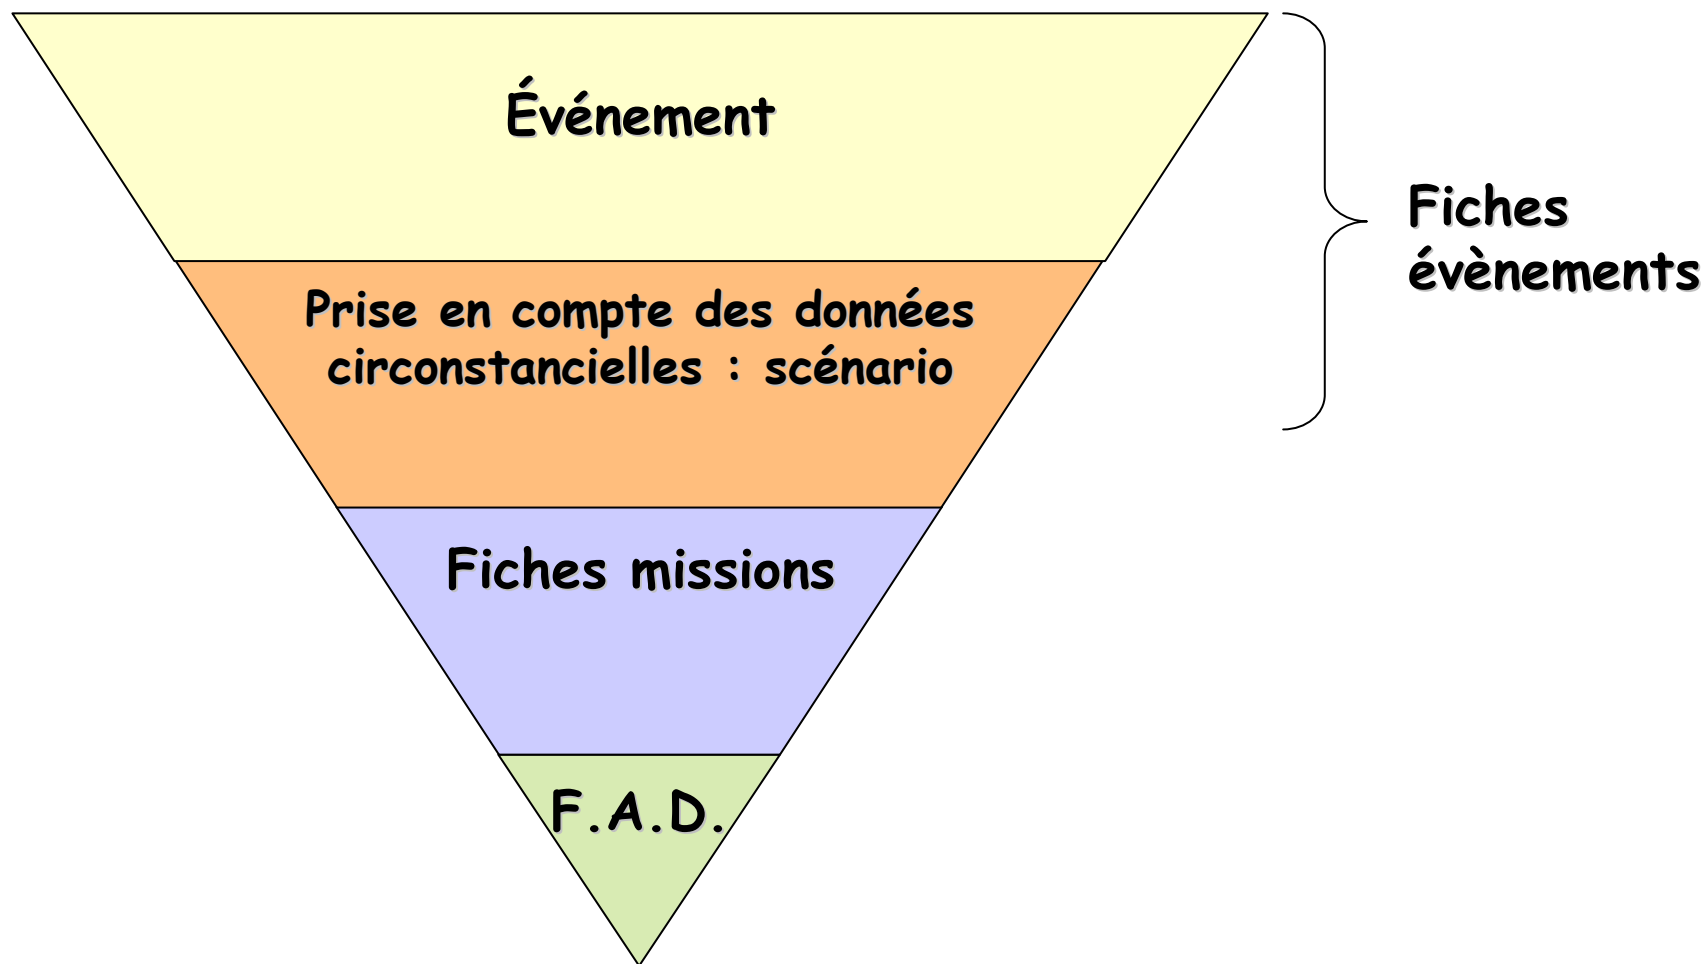 Événement
Fiches
évènements
Prise en compte des données
circonstancielles : scénario
Fiches missions
F.A.D.